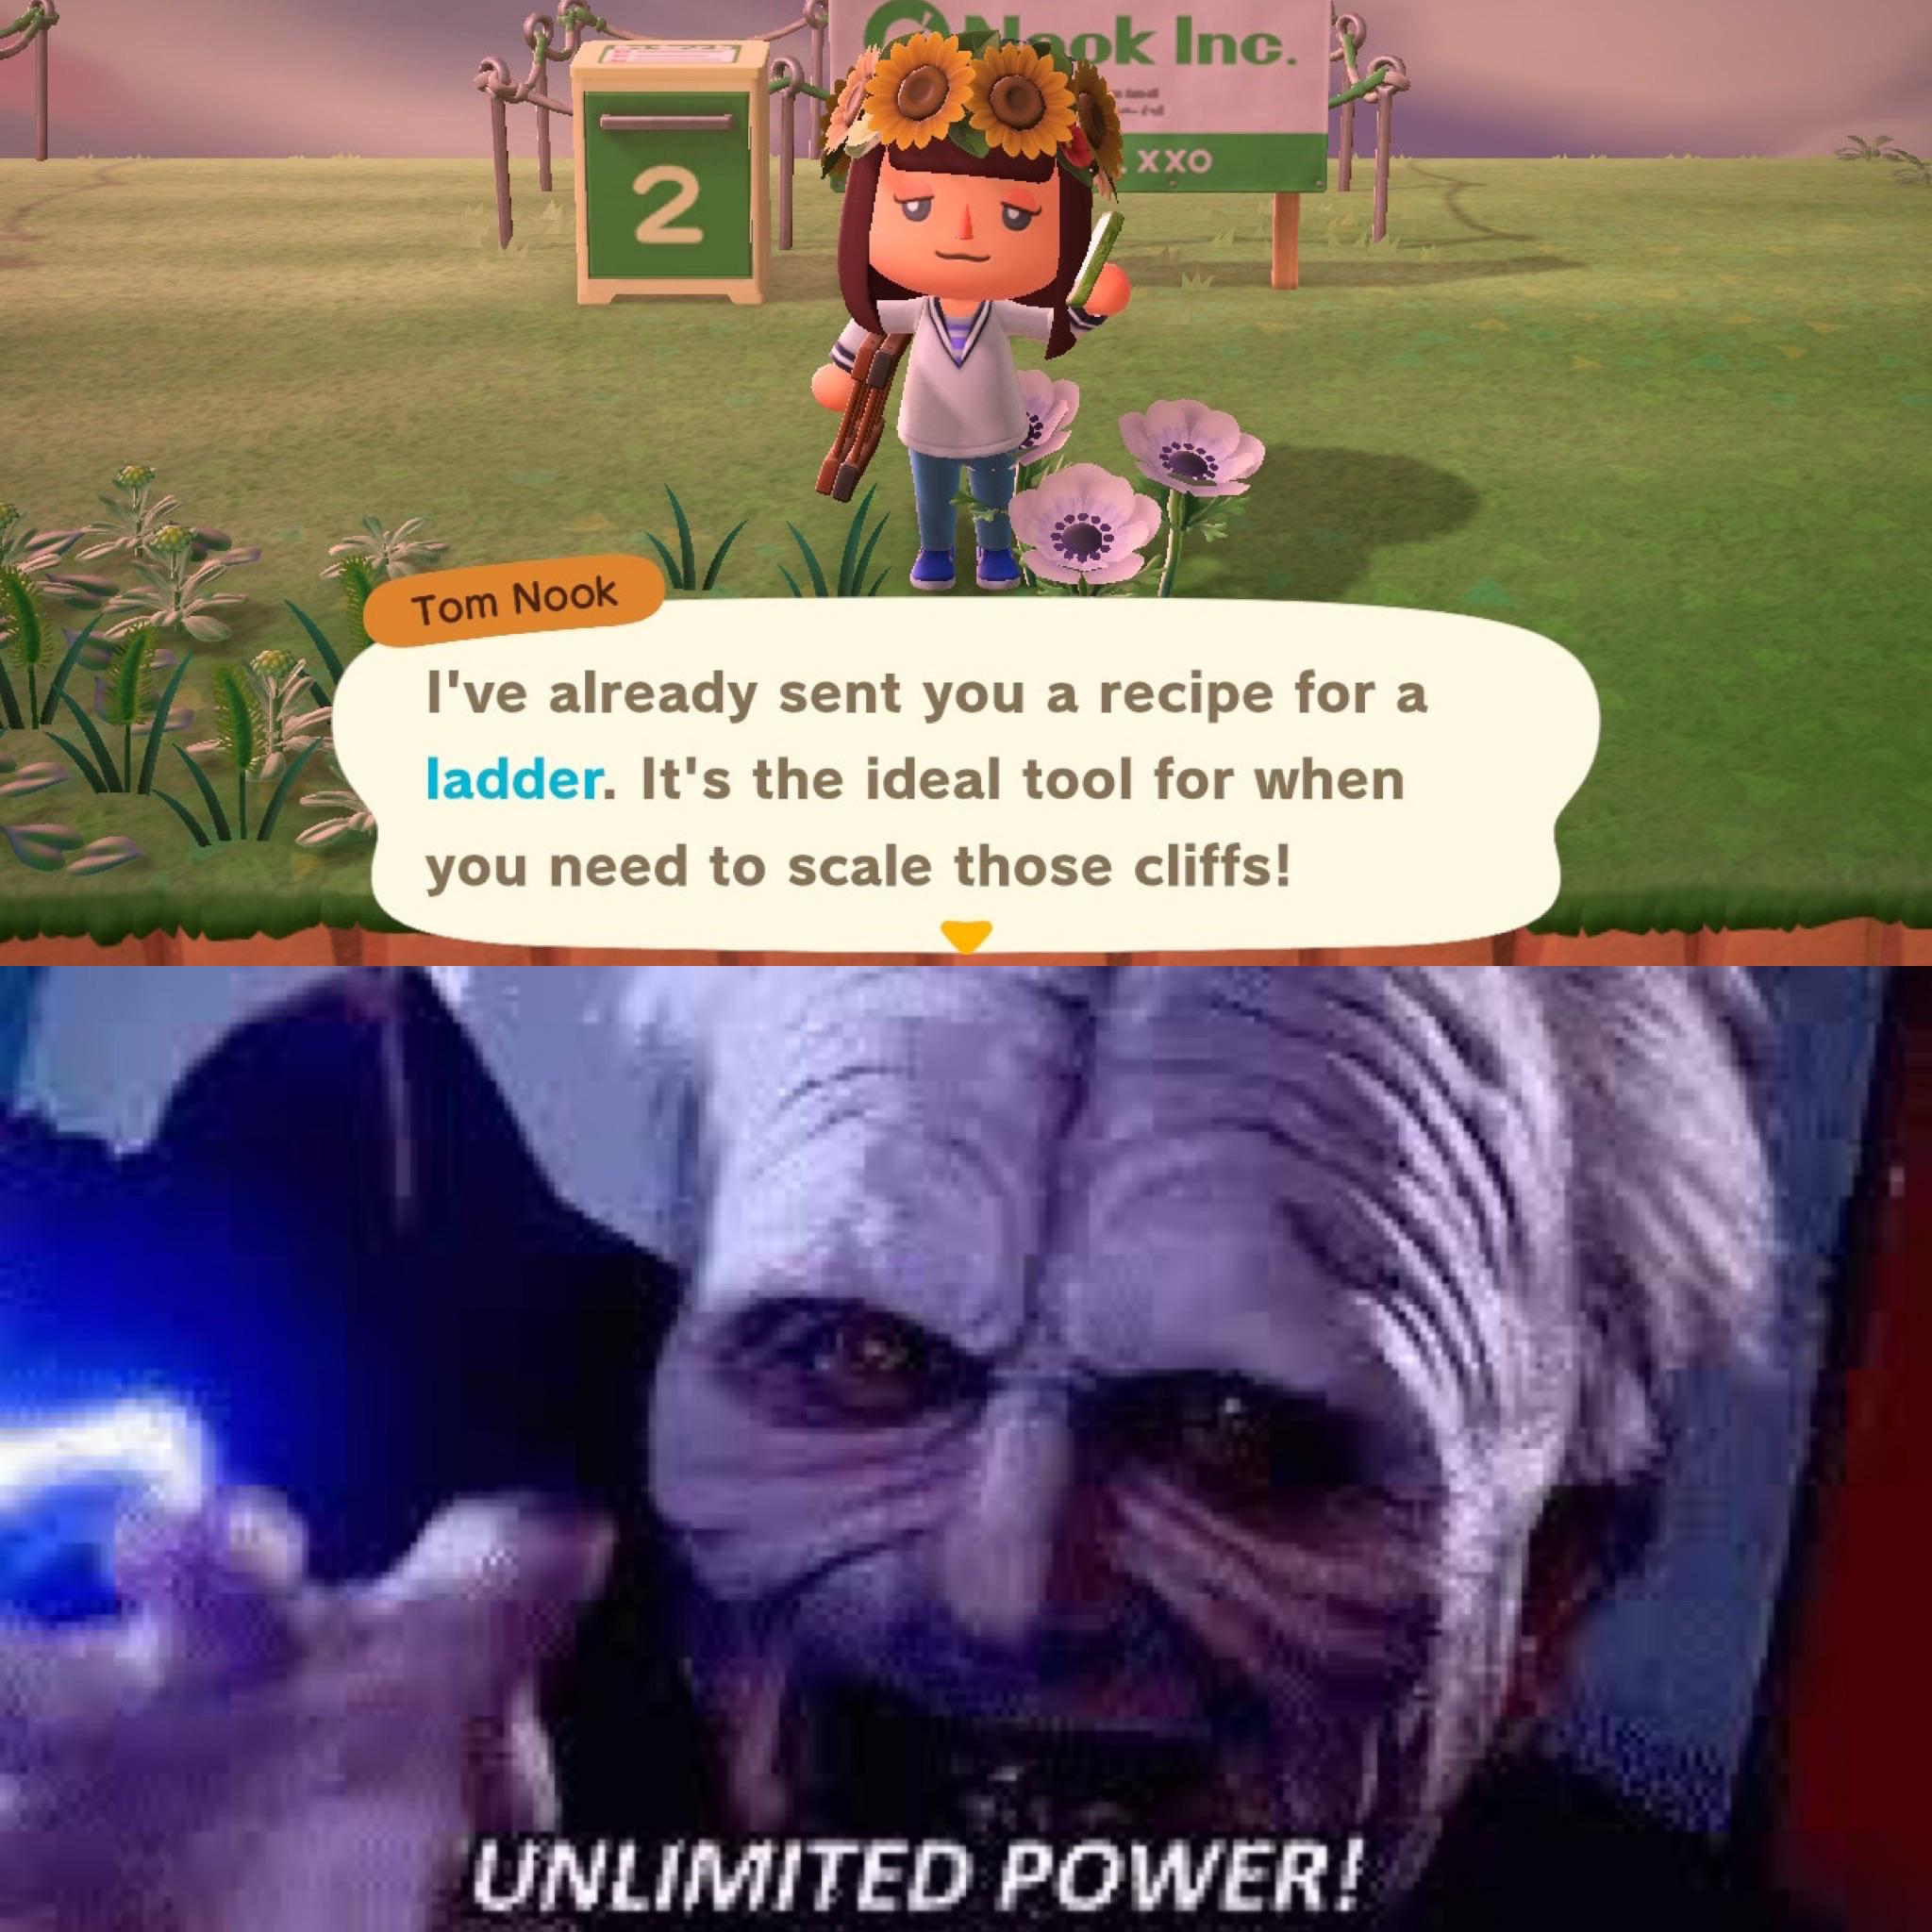 Nook Inc.
XXO
2
Tom Nook
I've already sent you a recipe for a
ladder. It's the ideal tool for when
you need to scale those cliffs!
UNLIMITED POWER!